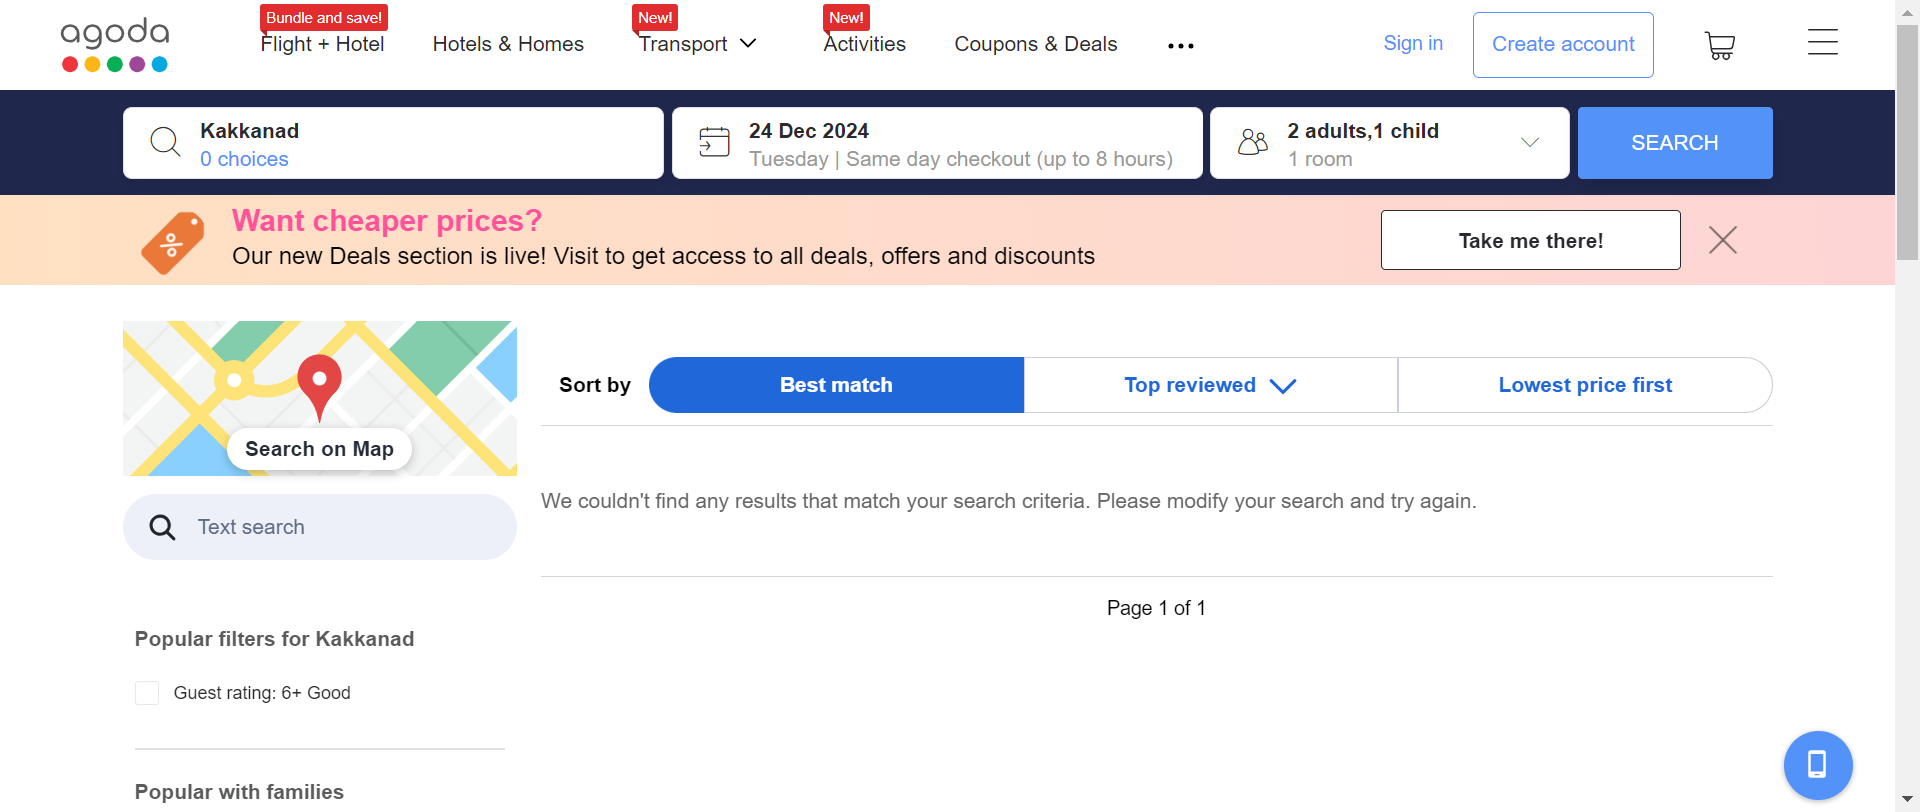 agoda
Bundle and save!
Flight + Hotel
Hotels & Homes
New!
Transport
New!
Activities
Coupons & Deals
Sign in
Create account
Kakkanad
0 choices
24 Dec 2024
Tuesday | Same day checkout (up to 8 hours)
2 adults,1 child
1 room
SEARCH
%
Want cheaper prices?
Our new Deals section is live! Visit to get access to all deals, offers and discounts
Take me there!
Search on Map
Text search
Sort by
Best match
Top reviewed
Lowest price first
We couldn't find any results that match your search criteria. Please modify your search and try again.
Page 1 of 1
Popular filters for Kakkanad
Guest rating: 6+ Good
Popular with families